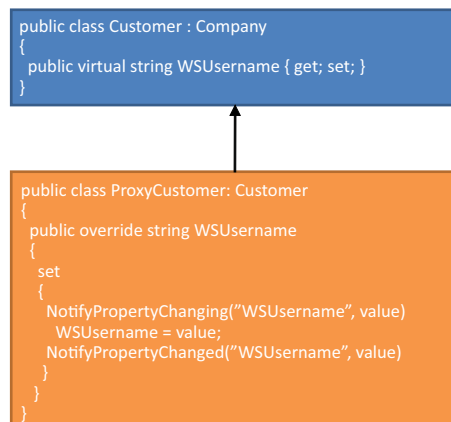 public class Customer : Company
{
public virtual string WSUsername { get; set; }
}
public class ProxyCustomer: Customer
{
public override string WSUsername
{
set
{
NotifyPropertyChanging(”WSUsername”, value)
WSUsername = value;
NotifyPropertyChanged(”WSUsername”, value)
}
}
}